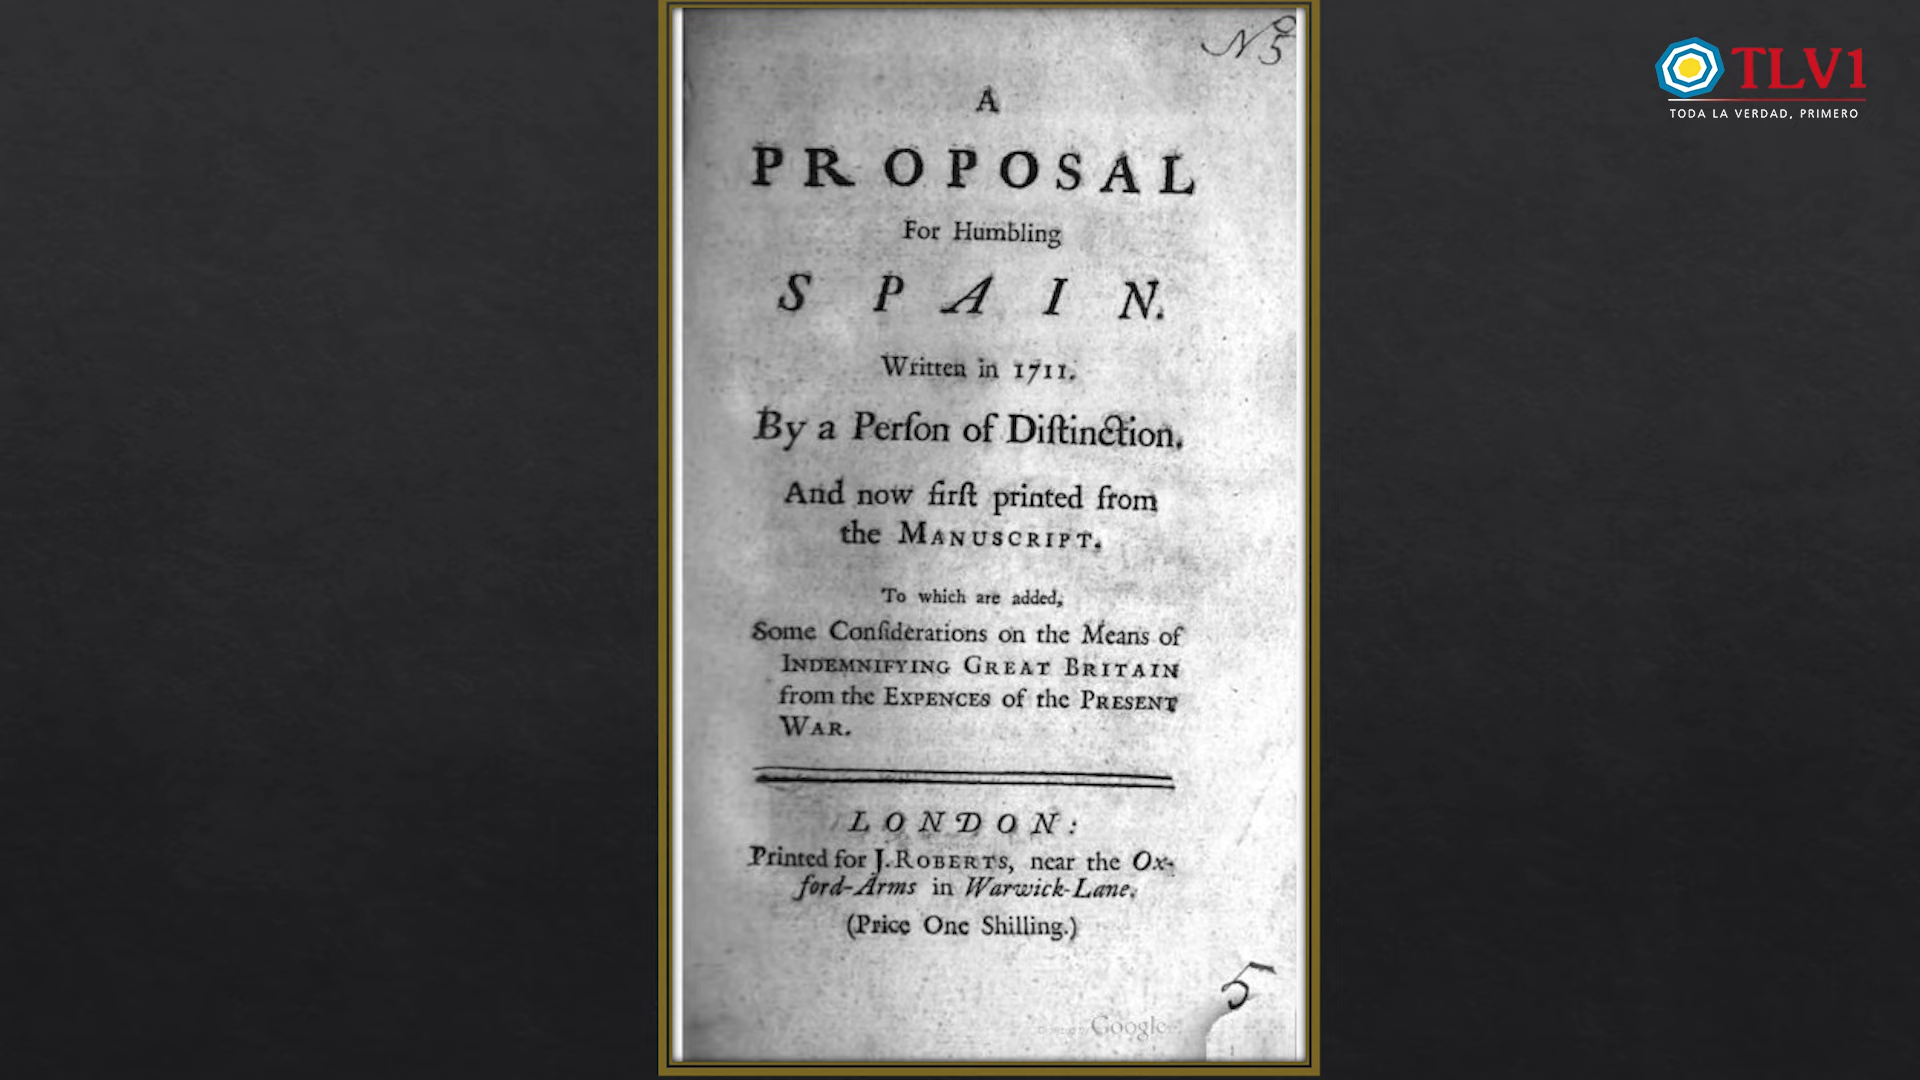 Nº 5
A
PROPOSAL
For Humbling
SPAIN.
Written in 1711.
By a Perſon of Diſtinction.
And now firſt printed from
the MANUSCRIPT.
To which are added,
Some Conſiderations on the Means of
INDEMNIFYING GREAT BRITAIN
from the EXPENCES of the PRESENT
WAR.
LONDON:
Printed for J. ROBERTS, near the Ox-
ford-Arms in Warwick-Lane.
(Price One Shilling.)
5
Google
TLV1
TODA LA VERDAD, PRIMERO